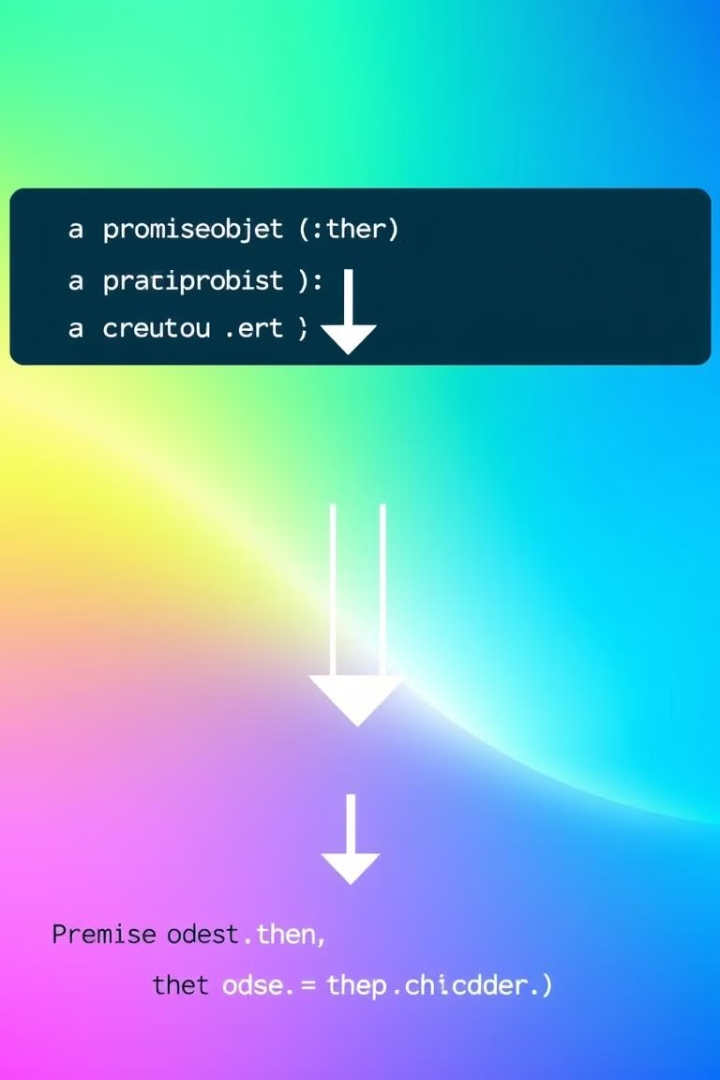 a promiseobjet (:ther)
a praciprobist ):
a creutou .ert }
Premise odest.then,
thet odse.= thep.chicdder.)